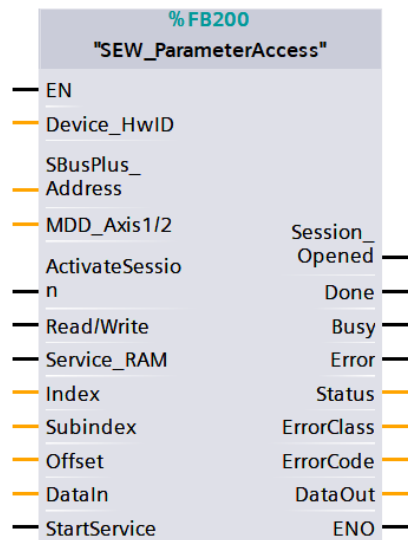 %FB200
"SEW_ParameterAccess"
EN
Device_HwID
SBusPlus_
Address
MDD_Axis1/2
Session_
Opened
ActivateSessio
n
Done
Read/Write
Busy
Service_RAM
Error
Index
Status
Subindex
ErrorClass
Offset
ErrorCode
DataIn
DataOut
StartService
ENO